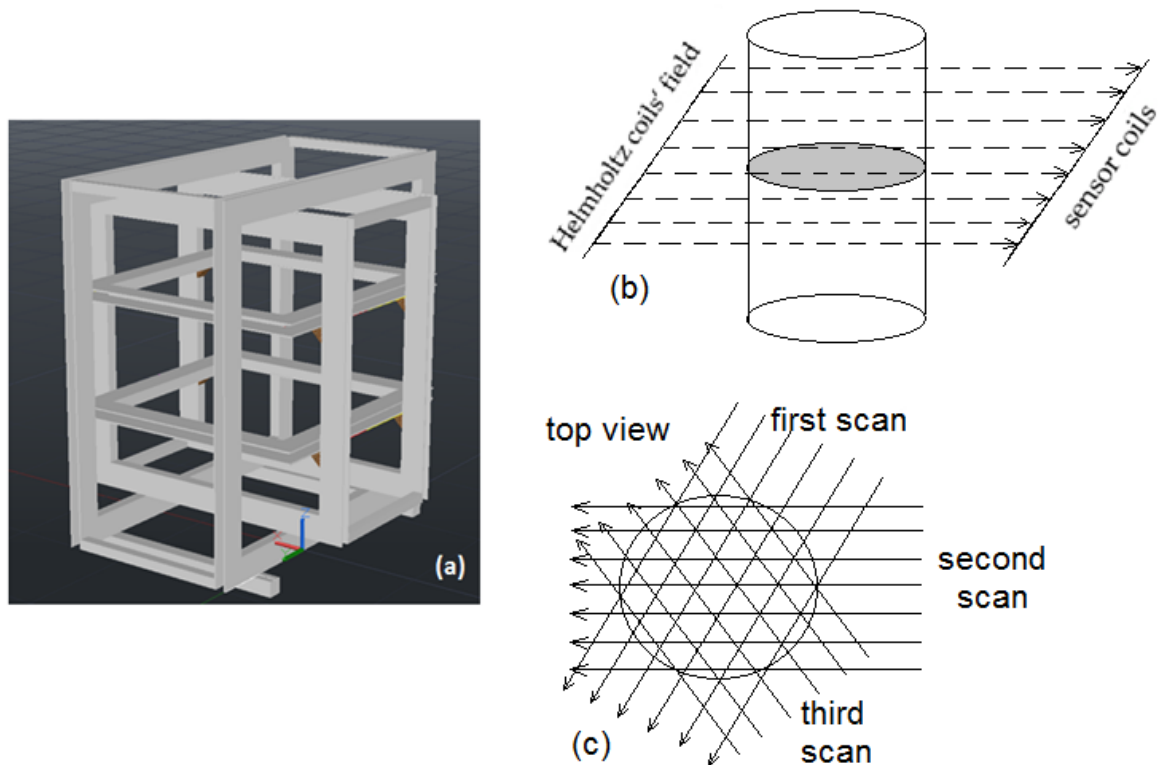 (a)
Helmholtz coils' field
sensor coils
(b)
top view
first scan
second
scan
third
scan
(c)